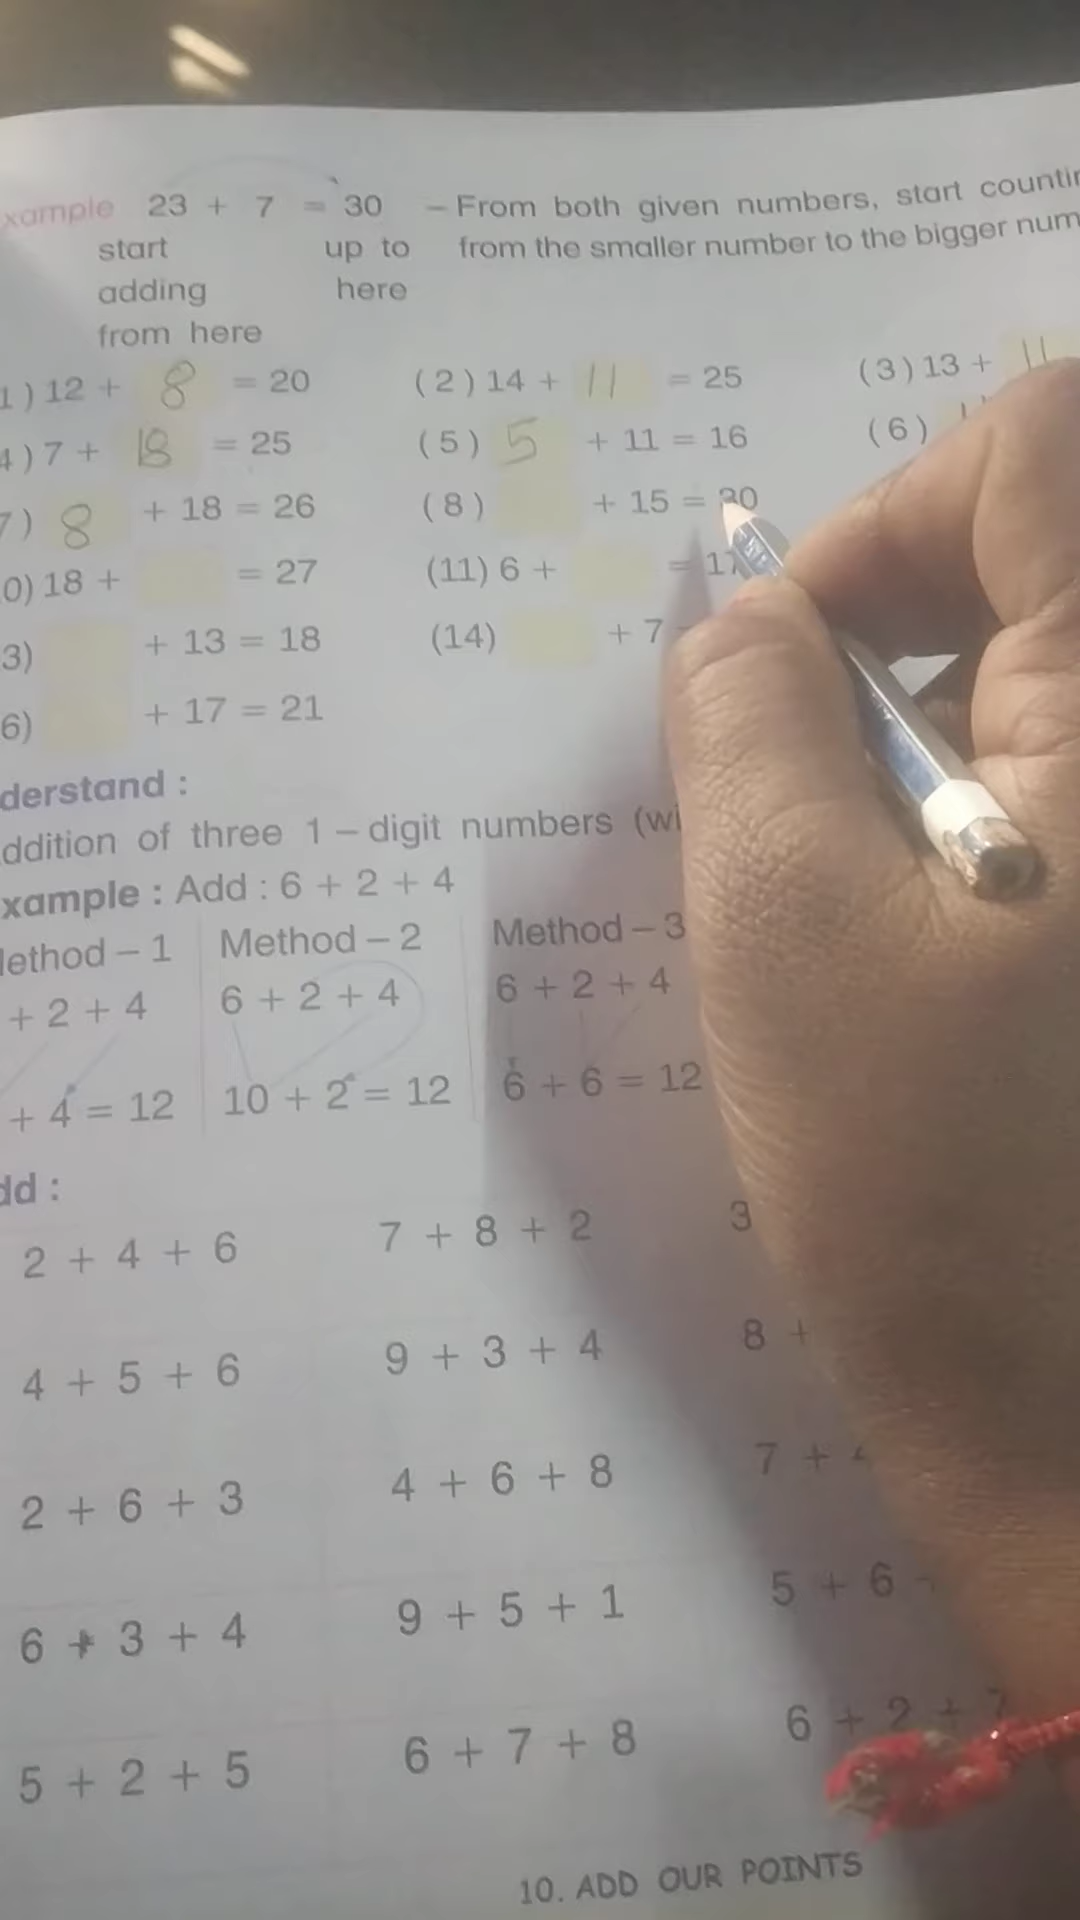 xample 23 + 7 = 30 – From both given numbers, start countin
start up to from the smaller number to the bigger num
adding here
from here
1) 12 + 8 = 20 (2) 14 + 11 = 25 (3) 13 + 11
4) 7 + 18 = 25 (5) 5 + 11 = 16 (6)
7) 8 + 18 = 26 (8) + 15 = 30
0) 18 + = 27 (11) 6 + = 17
3) + 13 = 18 (14) + 7
6) + 17 = 21
derstand :
ddition of three 1 – digit numbers (wi
xample : Add : 6 + 2 + 4
ethod – 1 Method – 2 Method – 3
+ 2 + 4 6 + 2 + 4 6 + 2 + 4
+ 4 = 12 10 + 2 = 12 6 + 6 = 12
dd :
2 + 4 + 6 7 + 8 + 2 3
4 + 5 + 6 9 + 3 + 4 8 +
2 + 6 + 3 4 + 6 + 8 7 +
6 + 3 + 4 9 + 5 + 1 5 + 6
5 + 2 + 5 6 + 7 + 8 6 + 2 + 7
10. ADD OUR POINTS